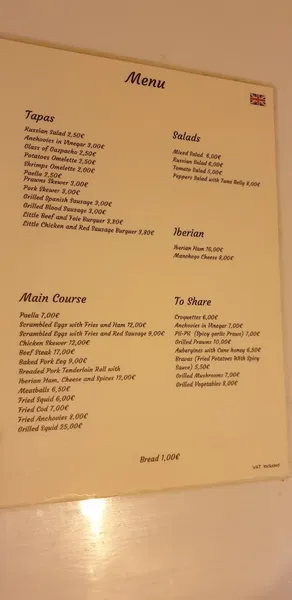 Menu
Tapas
Russian Salad 2,50€
Anchovies in Vinegar 3,00€
Glass of Gazpacho 2,50€
Potatoes Omelette 2,50€
Shrimps Omelette 2,00€
Paella 2,50€
Prawns Skewer 3,00€
Pork Skewer 3,00€
Grilled Spanish Sausage 3,00€
Grilled Blood Sausage 3,00€
Little Beef and Foie Burguer 3,80€
Little Chicken and Red Sausage Burguer 3,80€
Salads
Mixed Salad 6,00€
Russian Salad 6,00€
Tomato Salad 5,00€
Peppers Salad with Tuna Belly 8,00€
Iberian
Iberian Ham 16,00€
Manchego Cheese 8,00€
Main Course
Paella 7,00€
Scrambled Eggs with Fries and Ham 12,00€
Scrambled Eggs with Fries and Red Sausage 9,00€
Chicken Skewer 12,00€
Beef Steak 17,00€
Baked Pork Leg 9,00€
Breaded Pork Tenderloin Roll with
Iberian Ham, Cheese and Spices 12,00€
Meatballs 6,50€
Fried Squid 6,00€
Fried Cod 7,00€
Fried Anchovies 8,00€
Grilled Squid 25,00€
To Share
Croquettes 6,00€
Anchovies in Vinegar 7,00€
Pil-Pil (Spicy garlic Prawn) 7,00€
Grilled Prawns 10,00€
Aubergines with Cane honey 6,50€
Bravas (Fried Potatoes With Spicy
Sauce) 5,50€
Grilled Mushrooms 7,00€
Grilled Vegetables 8,00€
Bread 1,00€
VAT Included